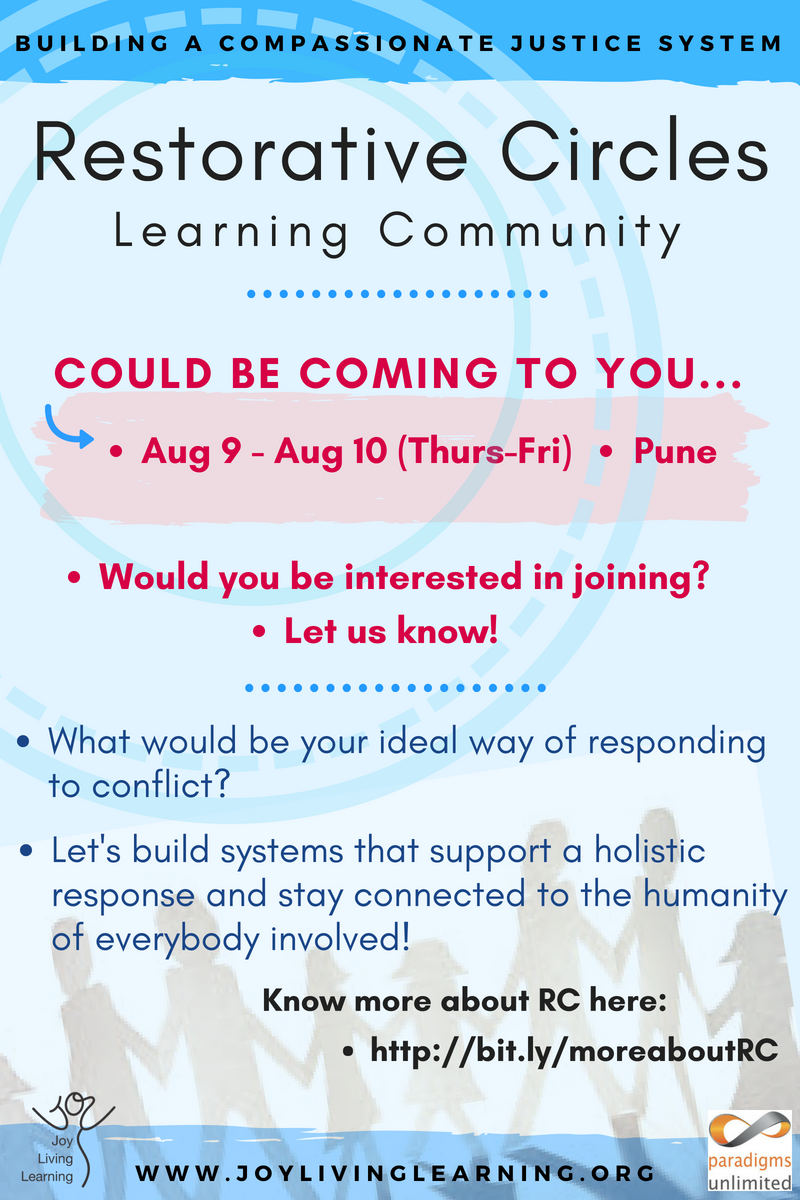 BUILDING A COMPASSIONATE JUSTICE SYSTEM
Restorative Circles
Learning Community
COULD BE COMING TO YOU...
• Aug 9 - Aug 10 (Thurs-Fri) • Pune
• Would you be interested in joining?
• Let us know!
• What would be your ideal way of responding
to conflict?
• Let's build systems that support a holistic
response and stay connected to the humanity
of everybody involved!
Know more about RC here:
• http://bit.ly/moreaboutRC
JOY
Joy
Living
Learning
WWW.JOYLIVINGLEARNING.ORG
paradigms
unlimited